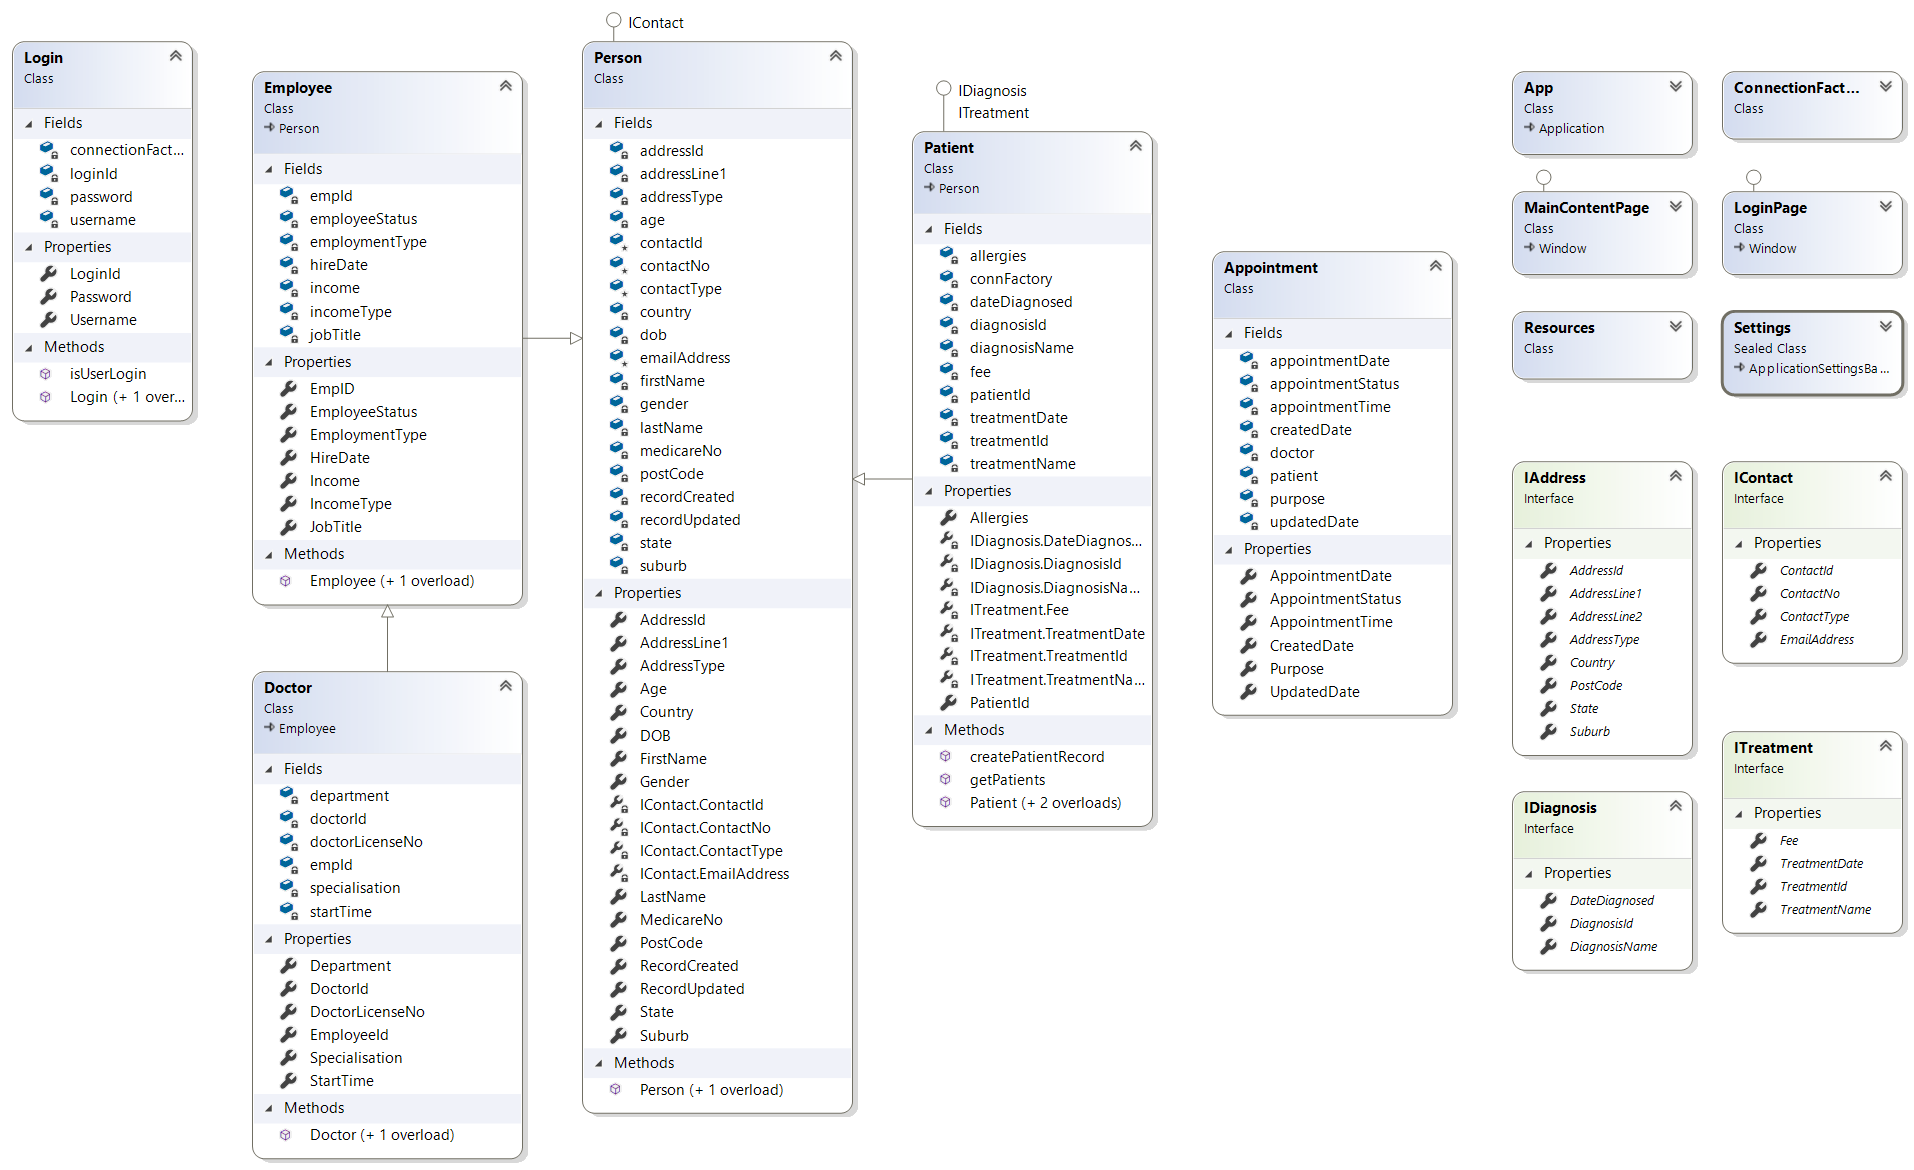 Login
Class
Fields
connectionFact...
loginId
password
username
Properties
LoginId
Password
Username
Methods
isUserLogin
Login (+ 1 over...
Employee
Class
Person
Fields
empId
employeeStatus
employmentType
hireDate
income
incomeType
jobTitle
Properties
EmpID
EmployeeStatus
EmploymentType
HireDate
Income
IncomeType
JobTitle
Methods
Employee (+ 1 overload)
Doctor
Class
Employee
Fields
department
doctorId
doctorLicenseNo
empId
specialisation
startTime
Properties
Department
DoctorId
DoctorLicenseNo
EmployeeId
Specialisation
StartTime
Methods
Doctor (+ 1 overload)
IContact
Person
Class
Fields
addressId
addressLine1
addressType
age
contactId
contactNo
contactType
country
dob
emailAddress
firstName
gender
lastName
medicareNo
postCode
recordCreated
recordUpdated
state
suburb
Properties
AddressId
AddressLine1
AddressType
Age
Country
DOB
FirstName
Gender
IContact.ContactId
IContact.ContactNo
IContact.ContactType
IContact.EmailAddress
LastName
MedicareNo
PostCode
RecordCreated
RecordUpdated
State
Suburb
Methods
Person (+ 1 overload)
IDiagnosis
ITreatment
Patient
Class
Person
Fields
allergies
connFactory
dateDiagnosed
diagnosisId
diagnosisName
fee
patientId
treatmentDate
treatmentId
treatmentName
Properties
Allergies
IDiagnosis.DateDiagnos...
IDiagnosis.DiagnosisId
IDiagnosis.DiagnosisNa...
ITreatment.Fee
ITreatment.TreatmentDate
ITreatment.TreatmentId
ITreatment.TreatmentNa...
PatientId
Methods
createPatientRecord
getPatients
Patient (+ 2 overloads)
Appointment
Class
Fields
appointmentDate
appointmentStatus
appointmentTime
createdDate
doctor
patient
purpose
updatedDate
Properties
AppointmentDate
AppointmentStatus
AppointmentTime
CreatedDate
Purpose
UpdatedDate
App
Class
Application
ConnectionFact...
Class
MainContentPage
Class
Window
LoginPage
Class
Window
Resources
Class
Settings
Sealed Class
ApplicationSettingsBa...
IAddress
Interface
Properties
AddressId
AddressLine1
AddressLine2
AddressType
Country
PostCode
State
Suburb
IContact
Interface
Properties
ContactId
ContactNo
ContactType
EmailAddress
IDiagnosis
Interface
Properties
DateDiagnosed
DiagnosisId
DiagnosisName
ITreatment
Interface
Properties
Fee
TreatmentDate
TreatmentId
TreatmentName